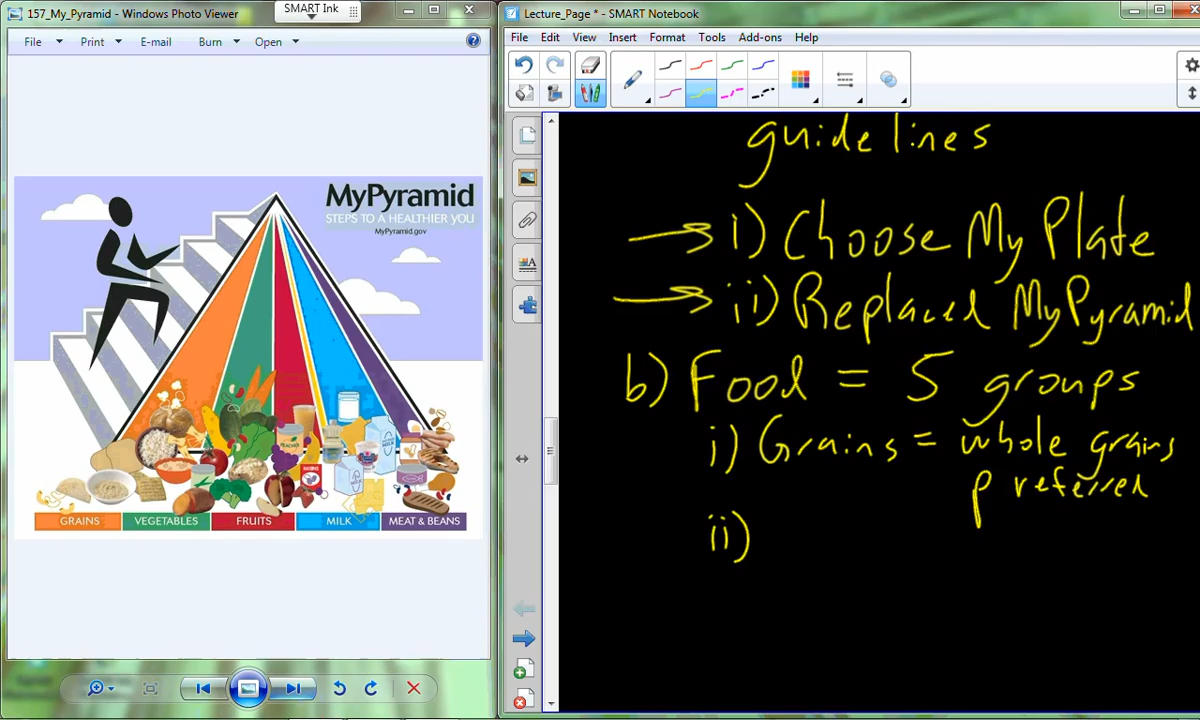 157_My_Pyramid - Windows Photo Viewer
SMART Ink
File Print E-mail Burn Open
MyPyramid
STEPS TO A HEALTHIER YOU
MyPyramid.gov
GRAINS VEGETABLES FRUITS MILK MEAT & BEANS
Lecture_Page * - SMART Notebook
File Edit View Insert Format Tools Add-ons Help
guidelines
i) Choose My Plate
ii) Replaced MyPyramid
b) Food = 5 groups
i) Grains = whole grains
preferred
ii)